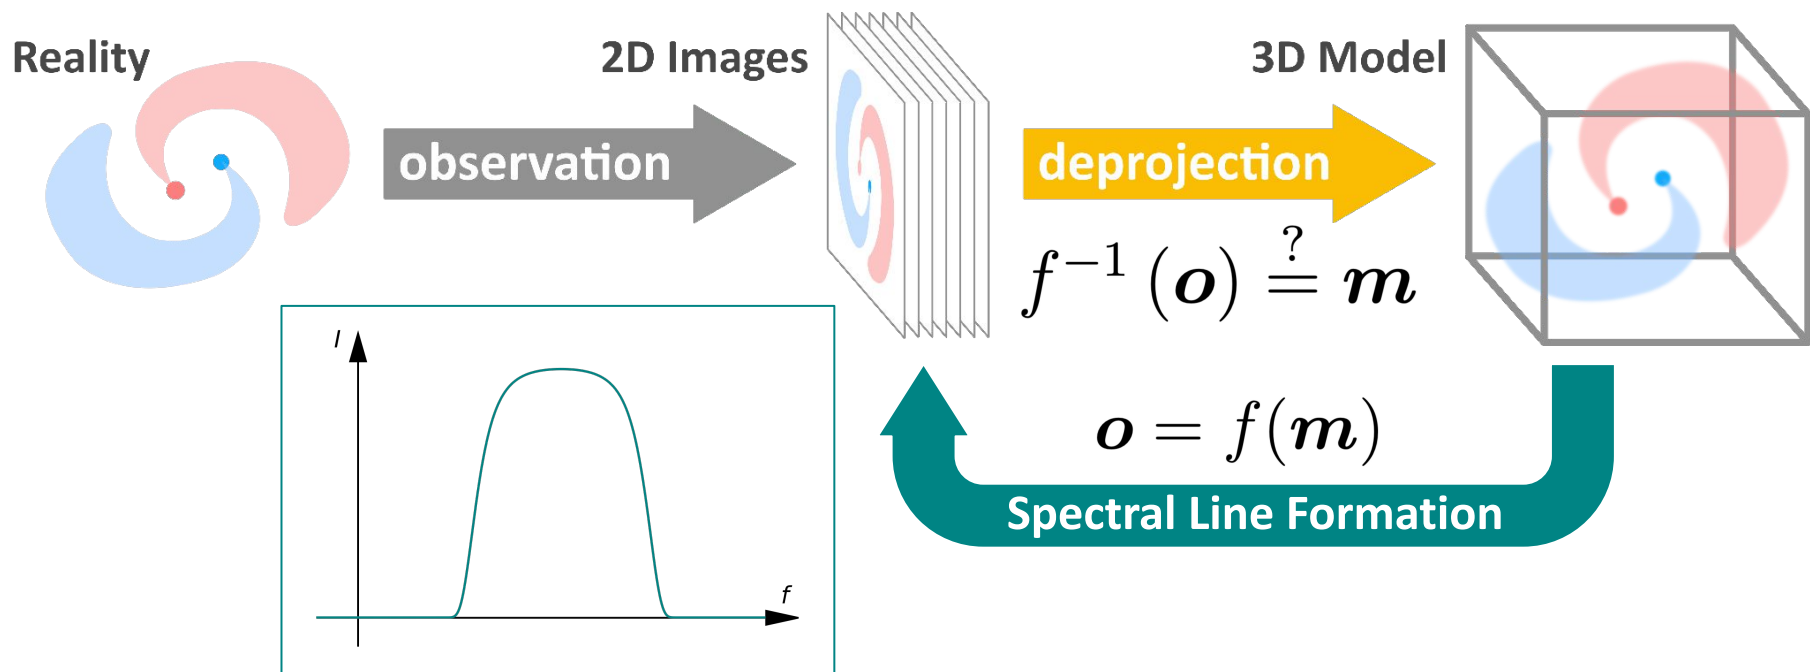 Reality
2D Images
3D Model
observation
deprojection
f⁻¹ (o) ≟ m
I
f
o = f(m)
Spectral Line Formation